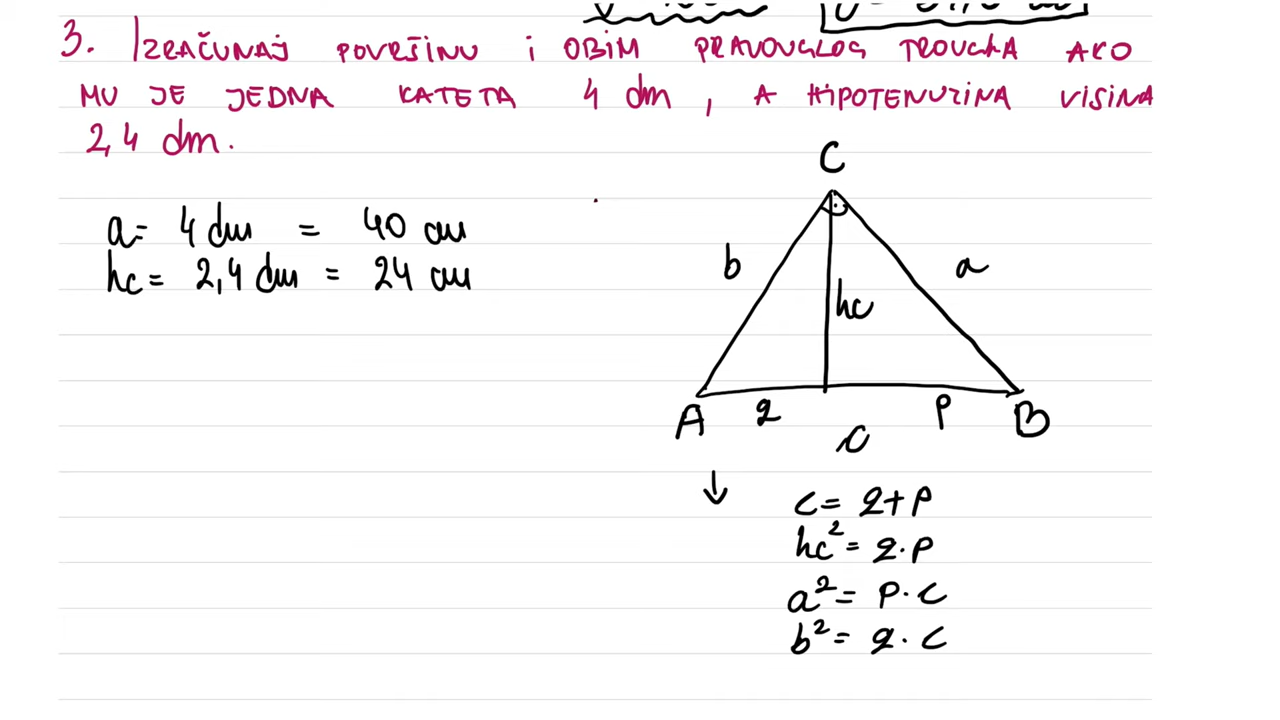 3. IZRAČUNAJ POVRŠINU I OBIM PRAVOUGLOG TROUGLA AKO
MU JE JEDNA KATETA 4 dm, A HIPOTENUZINA VISINA
2,4 dm.
C
a = 4 dm = 40 cm
hc = 2,4 dm = 24 cm
b
a
hc
A
q
p
B
c
↓
c = q + p
hc² = q · p
a² = p · c
b² = q · c